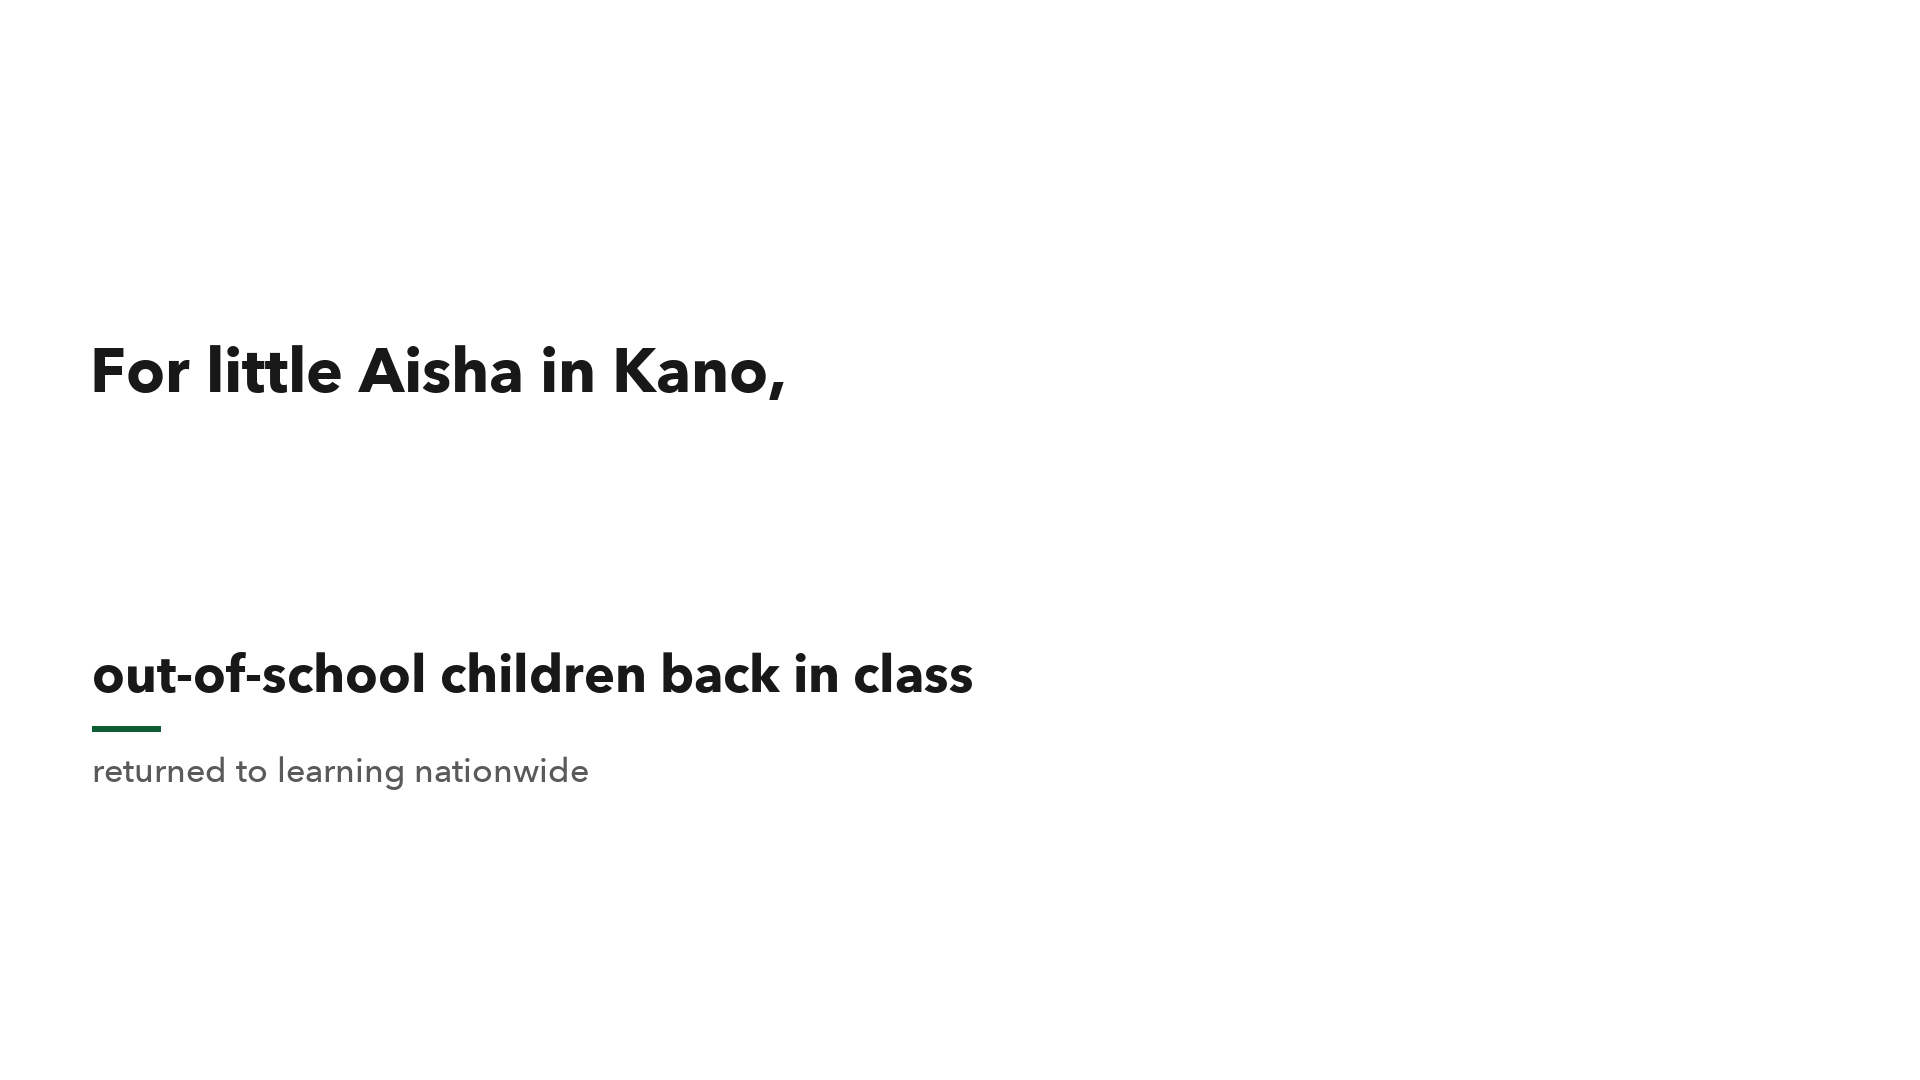 For little Aisha in Kano,
out-of-school children back in class
returned to learning nationwide